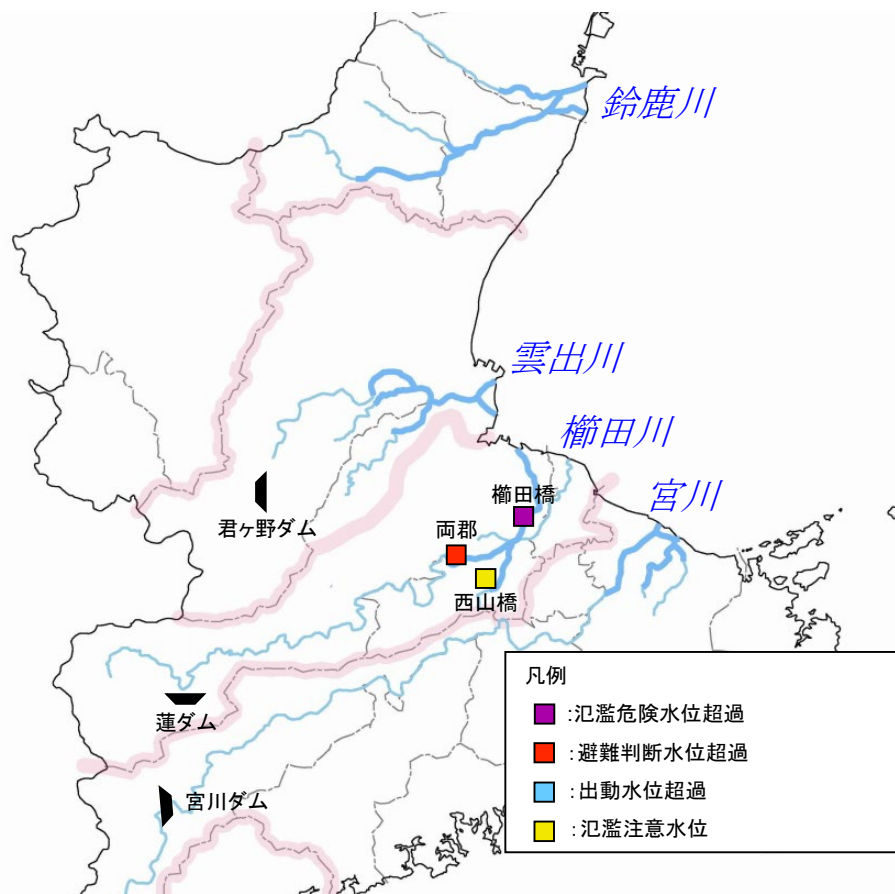 鈴鹿川
雲出川
櫛田川
宮川
櫛田橋
君ヶ野ダム
両郡
西山橋
蓮ダム
宮川ダム
凡例
:氾濫危険水位超過
:避難判断水位超過
:出動水位超過
:氾濫注意水位